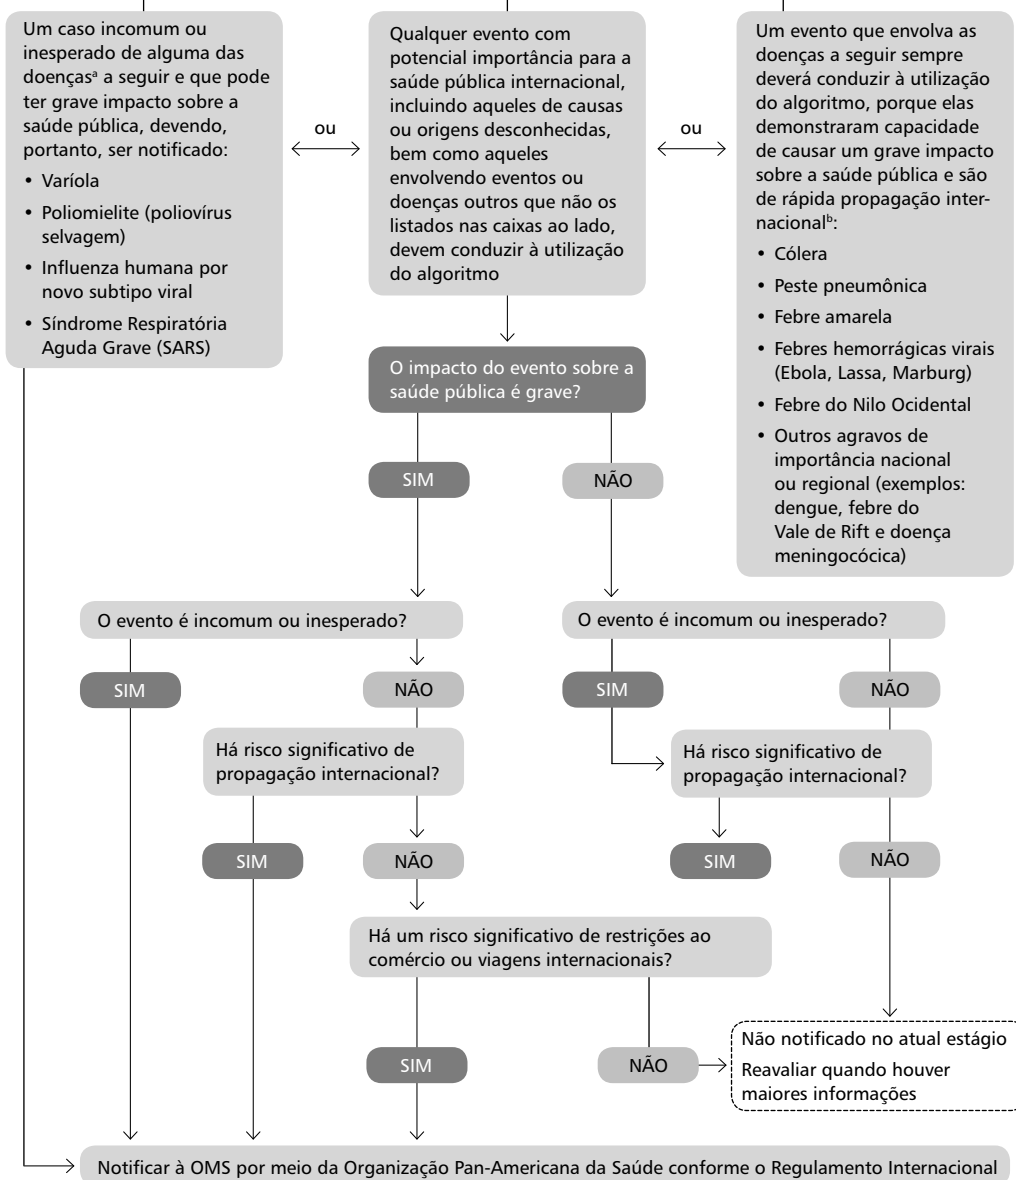 Um caso incomum ou
inesperado de alguma das
doençasª a seguir e que pode
ter grave impacto sobre a
saúde pública, devendo,
portanto, ser notificado:
• Varíola
• Poliomielite (poliovírus
selvagem)
• Influenza humana por
novo subtipo viral
• Síndrome Respiratória
Aguda Grave (SARS)
ou
Qualquer evento com
potencial importância para a
saúde pública internacional,
incluindo aqueles de causas
ou origens desconhecidas,
bem como aqueles
envolvendo eventos ou
doenças outros que não os
listados nas caixas ao lado,
devem conduzir à utilização
do algoritmo
ou
Um evento que envolva as
doenças a seguir sempre
deverá conduzir à utilização
do algoritmo, porque elas
demonstraram capacidade
de causar um grave impacto
sobre a saúde pública e são
de rápida propagação inter-
nacionalᵇ:
• Cólera
• Peste pneumônica
• Febre amarela
• Febres hemorrágicas virais
(Ebola, Lassa, Marburg)
• Febre do Nilo Ocidental
• Outros agravos de
importância nacional
ou regional (exemplos:
dengue, febre do
Vale de Rift e doença
meningocócica)
O impacto do evento sobre a
saúde pública é grave?
SIM
NÃO
O evento é incomum ou inesperado?
O evento é incomum ou inesperado?
SIM
NÃO
SIM
NÃO
Há risco significativo de
propagação internacional?
Há risco significativo de
propagação internacional?
SIM
NÃO
SIM
NÃO
Há um risco significativo de restrições ao
comércio ou viagens internacionais?
SIM
NÃO
Não notificado no atual estágio
Reavaliar quando houver
maiores informações
Notificar à OMS por meio da Organização Pan-Americana da Saúde conforme o Regulamento Internacional